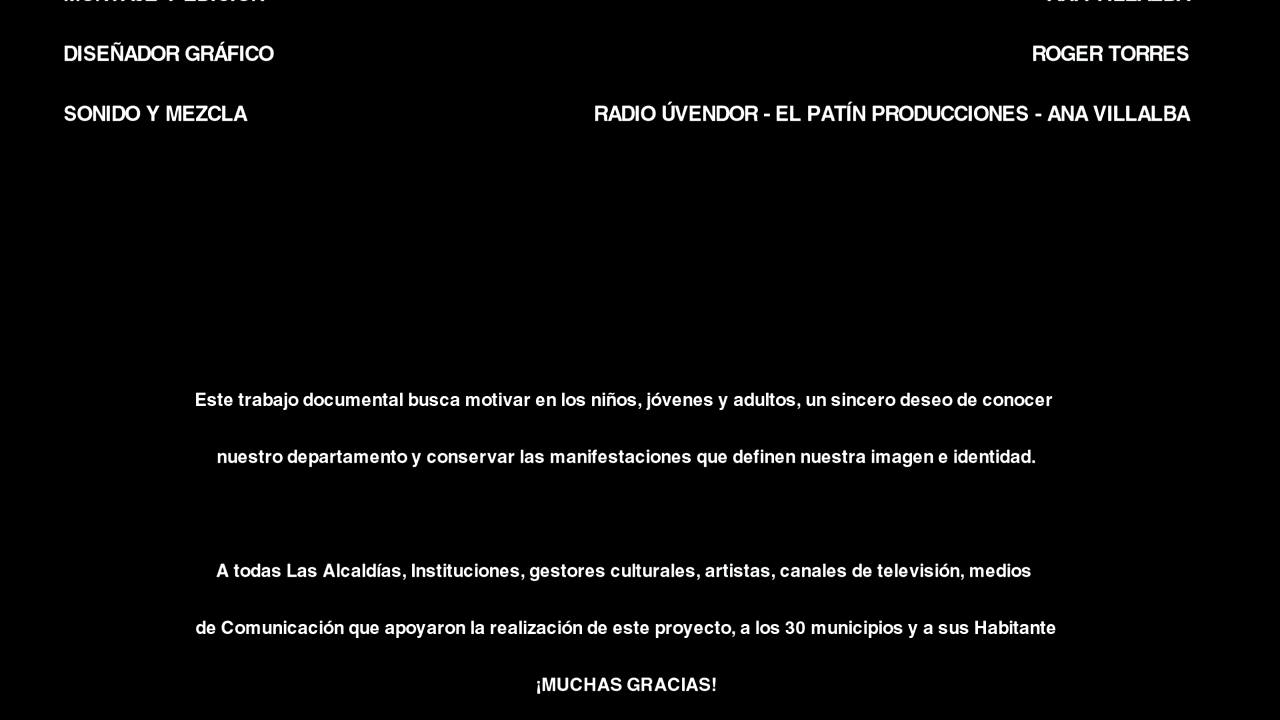 DISEÑADOR GRÁFICO ROGER TORRES
SONIDO Y MEZCLA RADIO ÚVENDOR - EL PATÍN PRODUCCIONES - ANA VILLALBA
Este trabajo documental busca motivar en los niños, jóvenes y adultos, un sincero deseo de conocer
nuestro departamento y conservar las manifestaciones que definen nuestra imagen e identidad.
A todas Las Alcaldías, Instituciones, gestores culturales, artistas, canales de televisión, medios
de Comunicación que apoyaron la realización de este proyecto, a los 30 municipios y a sus Habitante
¡MUCHAS GRACIAS!